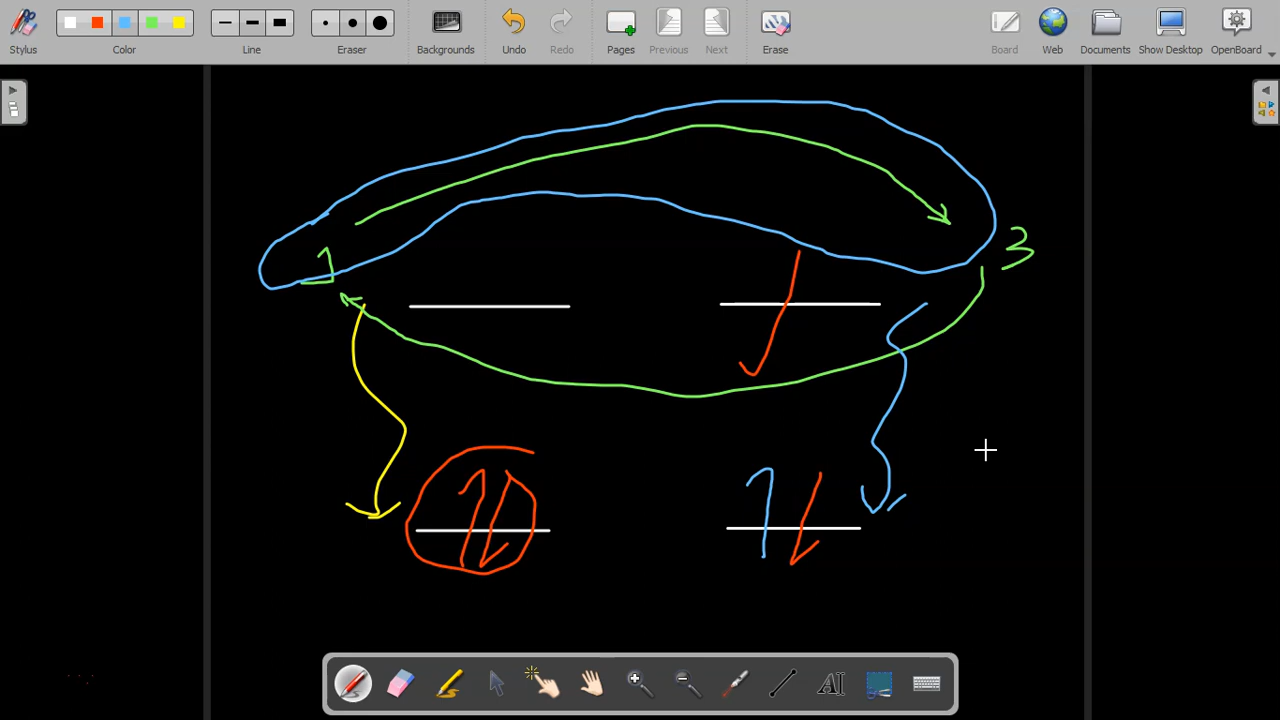 Stylus
Color
Line
Eraser
Backgrounds
Undo
Redo
Pages
Previous
Next
Erase
Board
Web
Documents
Show Desktop
OpenBoard
1
3
AI